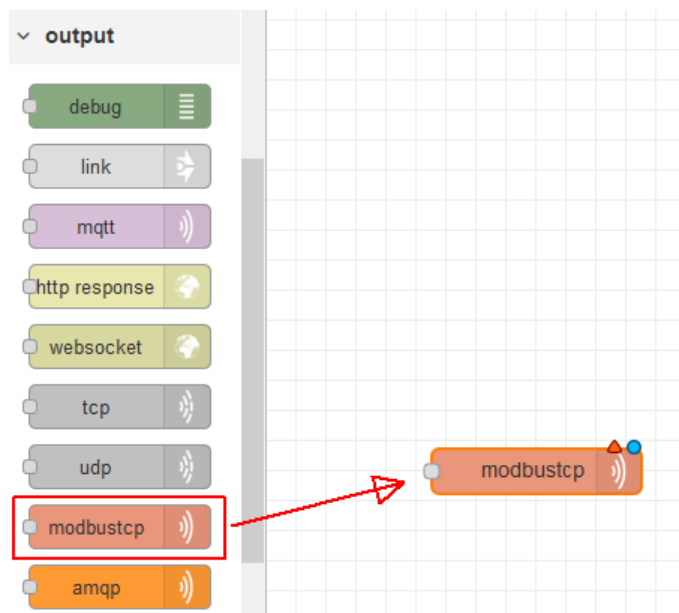 output
debug
link
mqtt
http response
websocket
tcp
udp
modbustcp
modbustcp
amqp